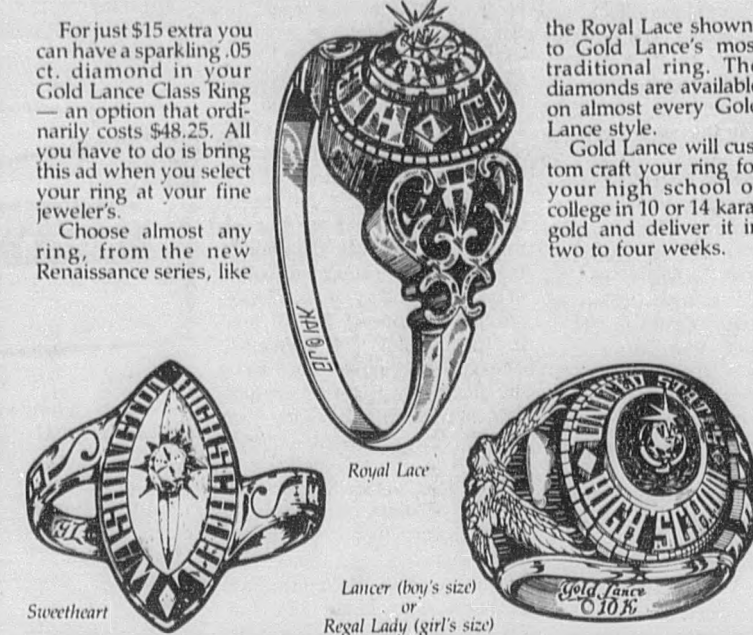 For just $15 extra you
can have a sparkling .05
ct. diamond in your
Gold Lance Class Ring
— an option that ordi-
narily costs $48.25. All
you have to do is bring
this ad when you select
your ring at your fine
jeweler's.
Choose almost any
ring, from the new
Renaissance series, like
the Royal Lace shown,
to Gold Lance's mos
traditional ring. The
diamonds are available
on almost every Gold
Lance style.
Gold Lance will cus
tom craft your ring fo
your high school o
college in 10 or 14 kara
gold and deliver it in
two to four weeks.
Royal Lace
WASHINGTON HIGH SCHOOL
Sweetheart
UNITED STATES
HIGH SCHOOL
Gold Lance
10 K
Lancer (boy's size)
or
Regal Lady (girl's size)